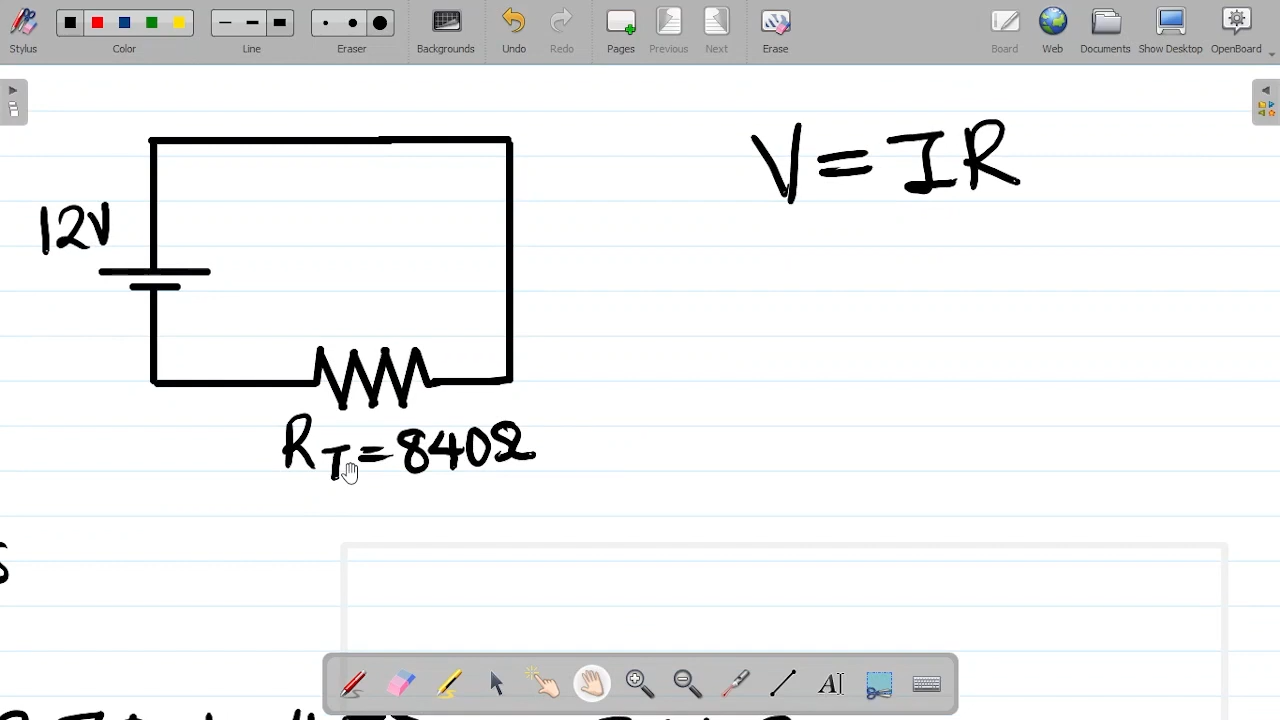 Stylus Color Line Eraser Backgrounds Undo Redo Pages Previous Next Erase Board Web Documents Show Desktop OpenBoard
V = IR
12V
R_T = 840Ω